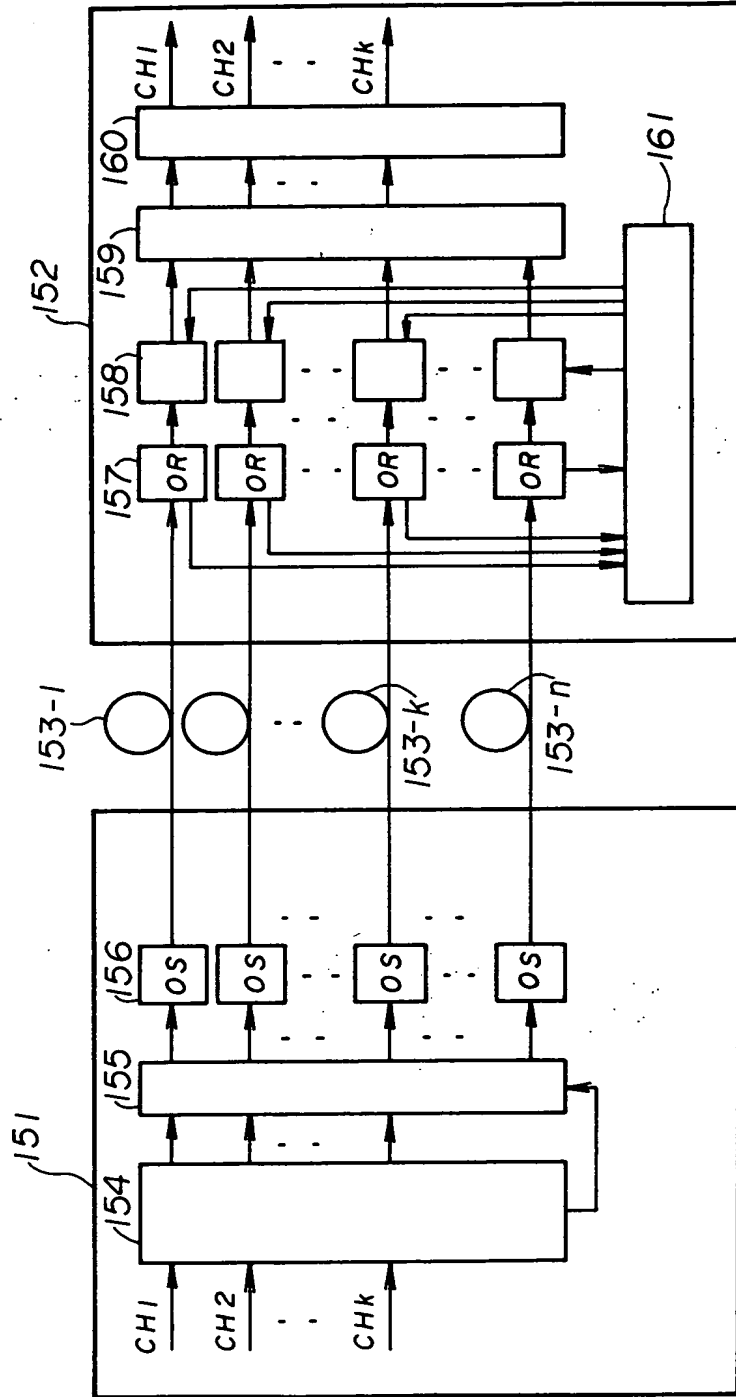 151
152
154
155
156
153-1
157
158
159
160
CH1
OS
OR
CH1
CH2
OS
OR
CH2
CHk
OS
153-k
OR
CHk
OS
153-n
OR
161